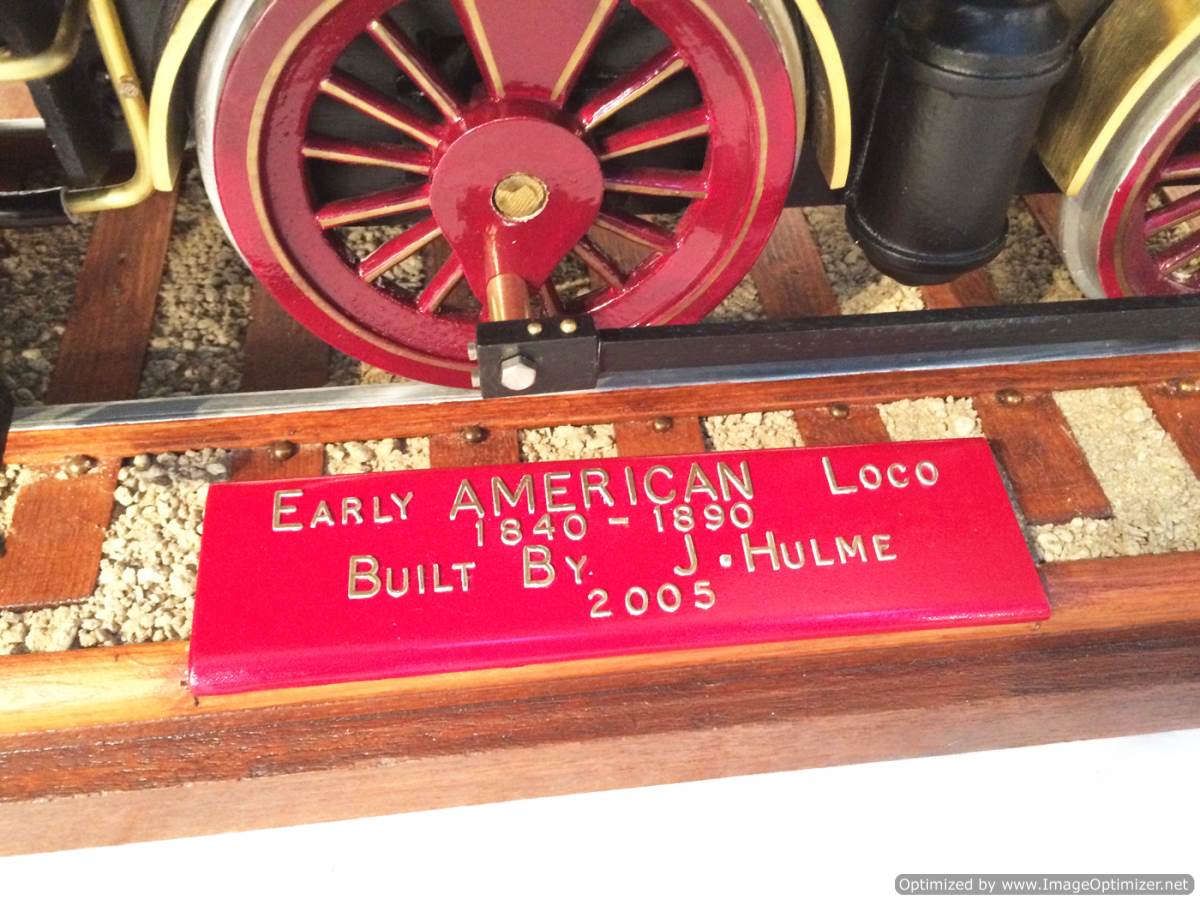 Early AMERICAN Loco
1840 - 1890
Built By J. Hulme
2005
Optimized by www.ImageOptimizer.net